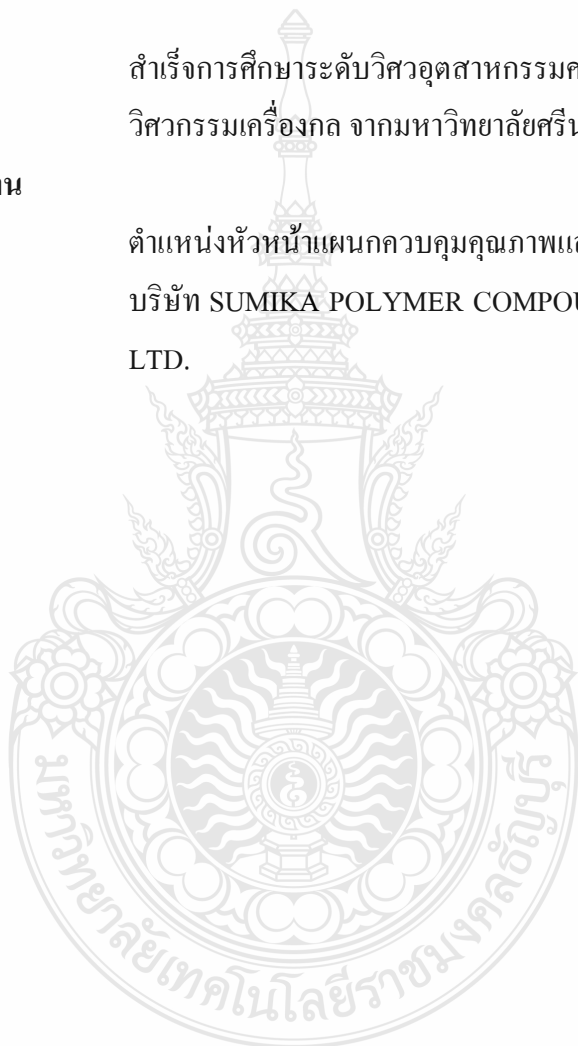 สำเร็จการศึกษาระดับวิศวอุตสาหกรรมศ
วิศวกรรมเครื่องกล จากมหาวิทยาลัยศรีน
าน
ตำแหน่งหัวหน้าแผนกควบคุมคุณภาพแล
บริษัท SUMIKA POLYMER COMPOU
LTD.
มหาวิทยาลัยเทคโนโลยีราชมงคลธัญบุรี